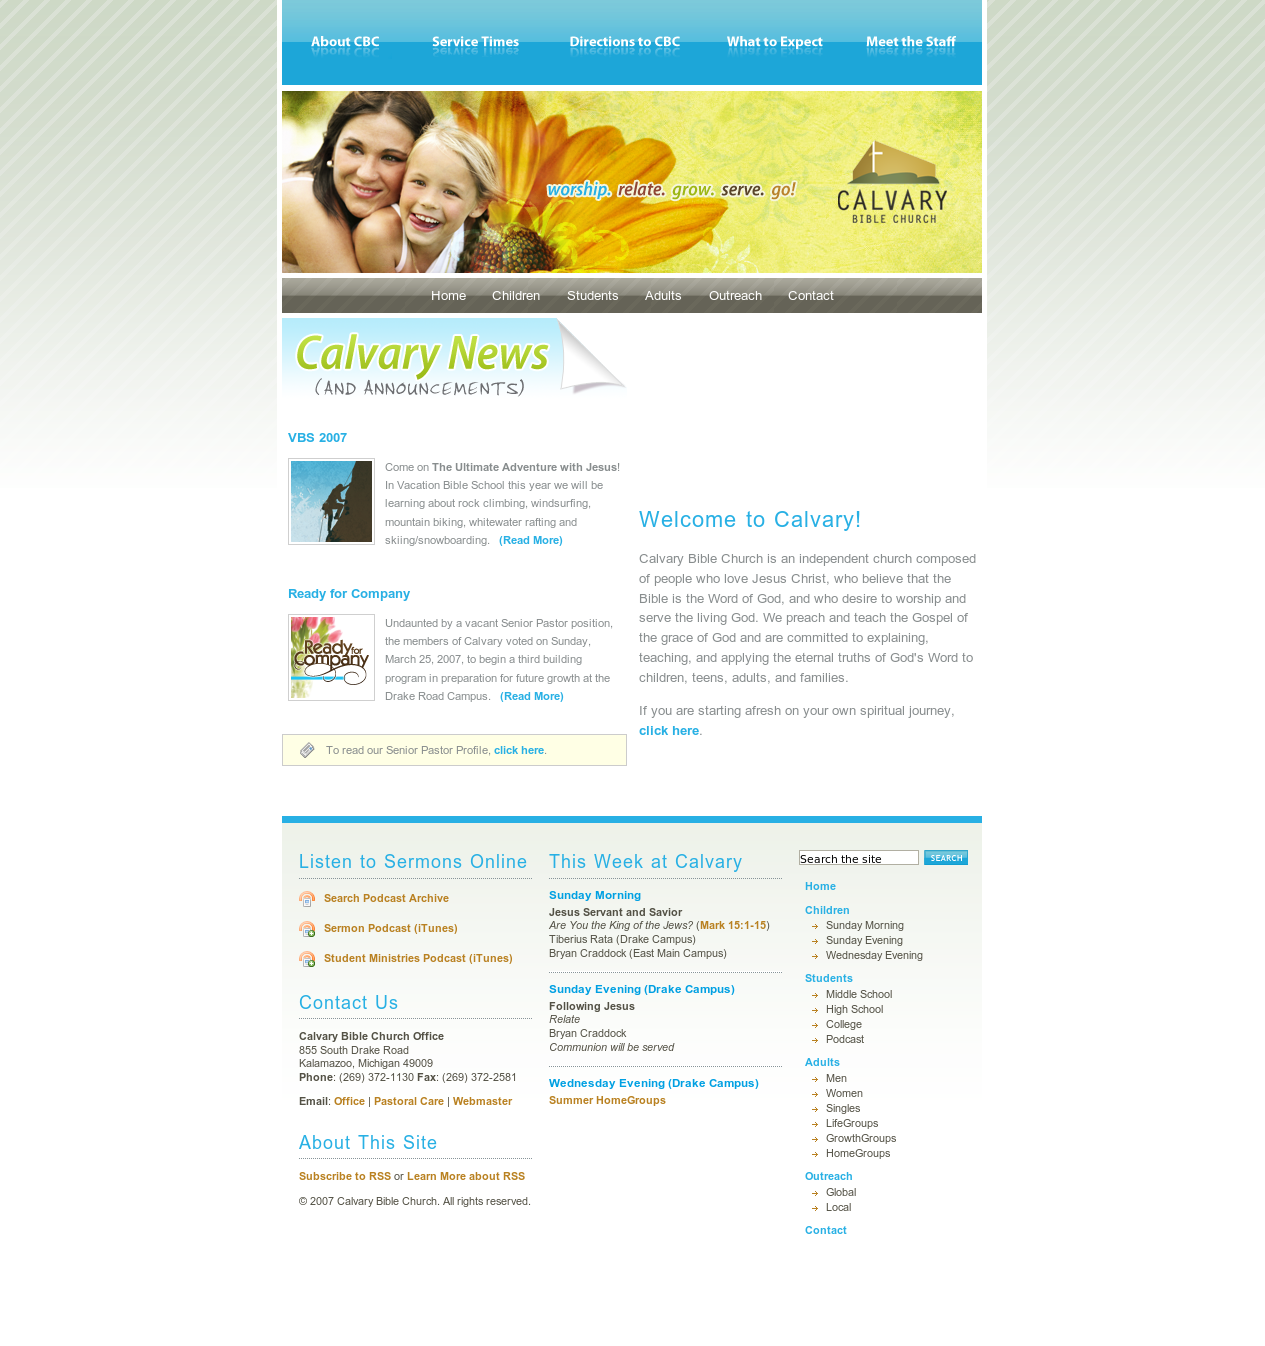 About CBC
Service Times
Directions to CBC
What to Expect
Meet the Staff
worship. relate. grow. serve. go!
CALVARY
BIBLE CHURCH
Home
Children
Students
Adults
Outreach
Contact
Calvary News
(AND ANNOUNCEMENTS)
VBS 2007
Come on The Ultimate Adventure with Jesus!
In Vacation Bible School this year we will be
learning about rock climbing, windsurfing,
mountain biking, whitewater rafting and
skiing/snowboarding. (Read More)
Ready for Company
Ready for
Company
Undaunted by a vacant Senior Pastor position,
the members of Calvary voted on Sunday,
March 25, 2007, to begin a third building
program in preparation for future growth at the
Drake Road Campus. (Read More)
To read our Senior Pastor Profile, click here.
Welcome to Calvary!
Calvary Bible Church is an independent church composed
of people who love Jesus Christ, who believe that the
Bible is the Word of God, and who desire to worship and
serve the living God. We preach and teach the Gospel of
the grace of God and are committed to explaining,
teaching, and applying the eternal truths of God's Word to
children, teens, adults, and families.
If you are starting afresh on your own spiritual journey,
click here.
Listen to Sermons Online
Search Podcast Archive
Sermon Podcast (iTunes)
Student Ministries Podcast (iTunes)
Contact Us
Calvary Bible Church Office
855 South Drake Road
Kalamazoo, Michigan 49009
Phone: (269) 372-1130 Fax: (269) 372-2581
Email: Office | Pastoral Care | Webmaster
About This Site
Subscribe to RSS or Learn More about RSS
© 2007 Calvary Bible Church. All rights reserved.
This Week at Calvary
Sunday Morning
Jesus Servant and Savior
Are You the King of the Jews? (Mark 15:1-15)
Tiberius Rata (Drake Campus)
Bryan Craddock (East Main Campus)
Sunday Evening (Drake Campus)
Following Jesus
Relate
Bryan Craddock
Communion will be served
Wednesday Evening (Drake Campus)
Summer HomeGroups
Search the site
SEARCH
Home
Children
Sunday Morning
Sunday Evening
Wednesday Evening
Students
Middle School
High School
College
Podcast
Adults
Men
Women
Singles
LifeGroups
GrowthGroups
HomeGroups
Outreach
Global
Local
Contact